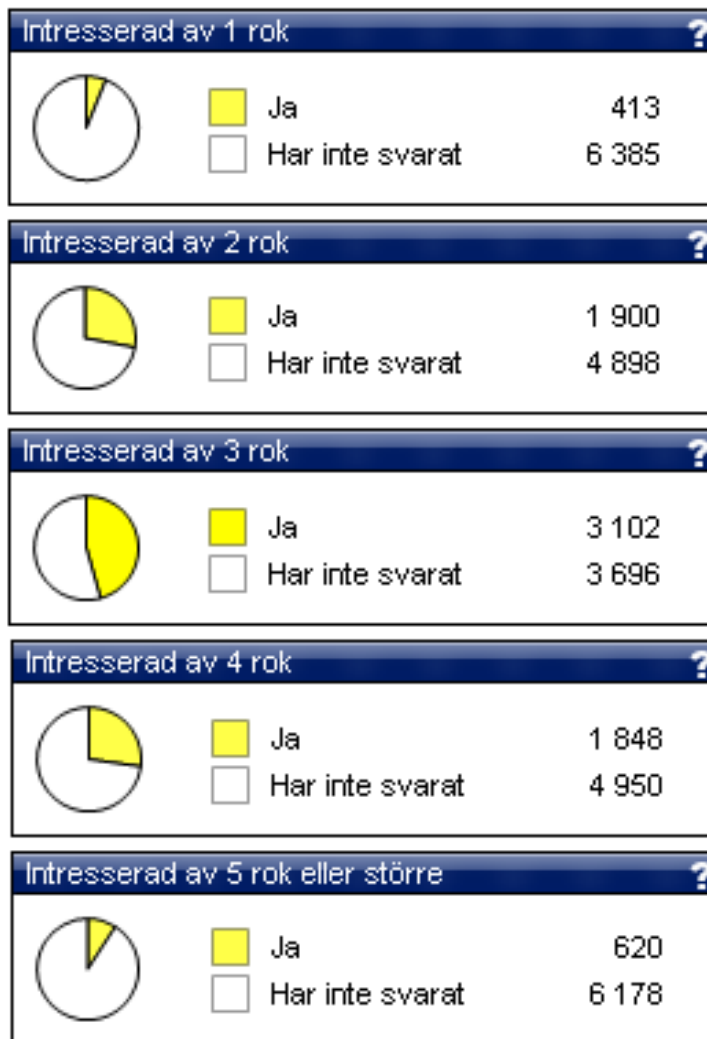 Intresserad av 1 rok ?
Ja 413
Har inte svarat 6 385
Intresserad av 2 rok ?
Ja 1 900
Har inte svarat 4 898
Intresserad av 3 rok ?
Ja 3 102
Har inte svarat 3 696
Intresserad av 4 rok ?
Ja 1 848
Har inte svarat 4 950
Intresserad av 5 rok eller större ?
Ja 620
Har inte svarat 6 178